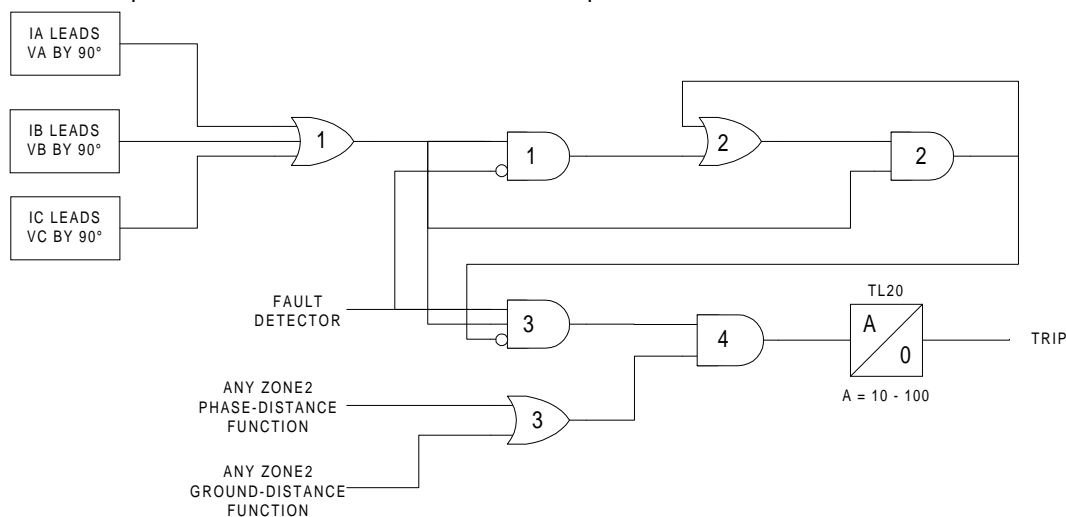 IA LEADS
VA BY 90°
IB LEADS
VB BY 90°
IC LEADS
VC BY 90°
1
1
2
2
FAULT
DETECTOR
3
4
TL20
A
0
TRIP
A = 10 - 100
ANY ZONE2
PHASE-DISTANCE
FUNCTION
3
ANY ZONE2
GROUND-DISTANCE
FUNCTION